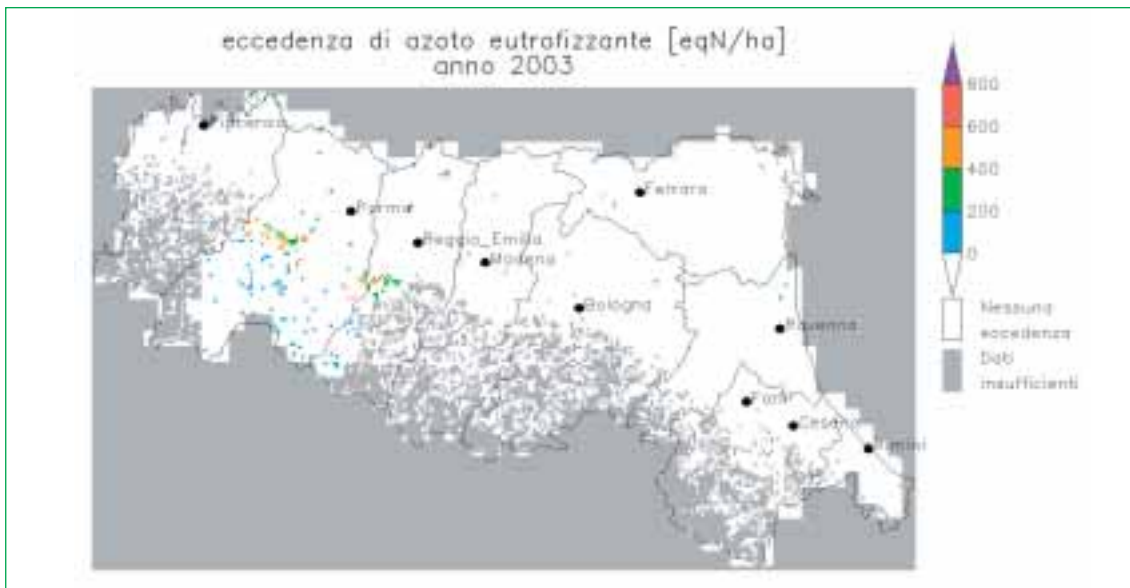 eccedenza di azoto eutrofizzante [eqN/ha]
anno 2003
Piacenza
Parma
Reggio_Emilia
Modena
Ferrara
Bologna
Ravenna
Forlì
Cesena
Rimini
800
600
400
200
0
Nessuna
eccedenza
Dati
insufficienti